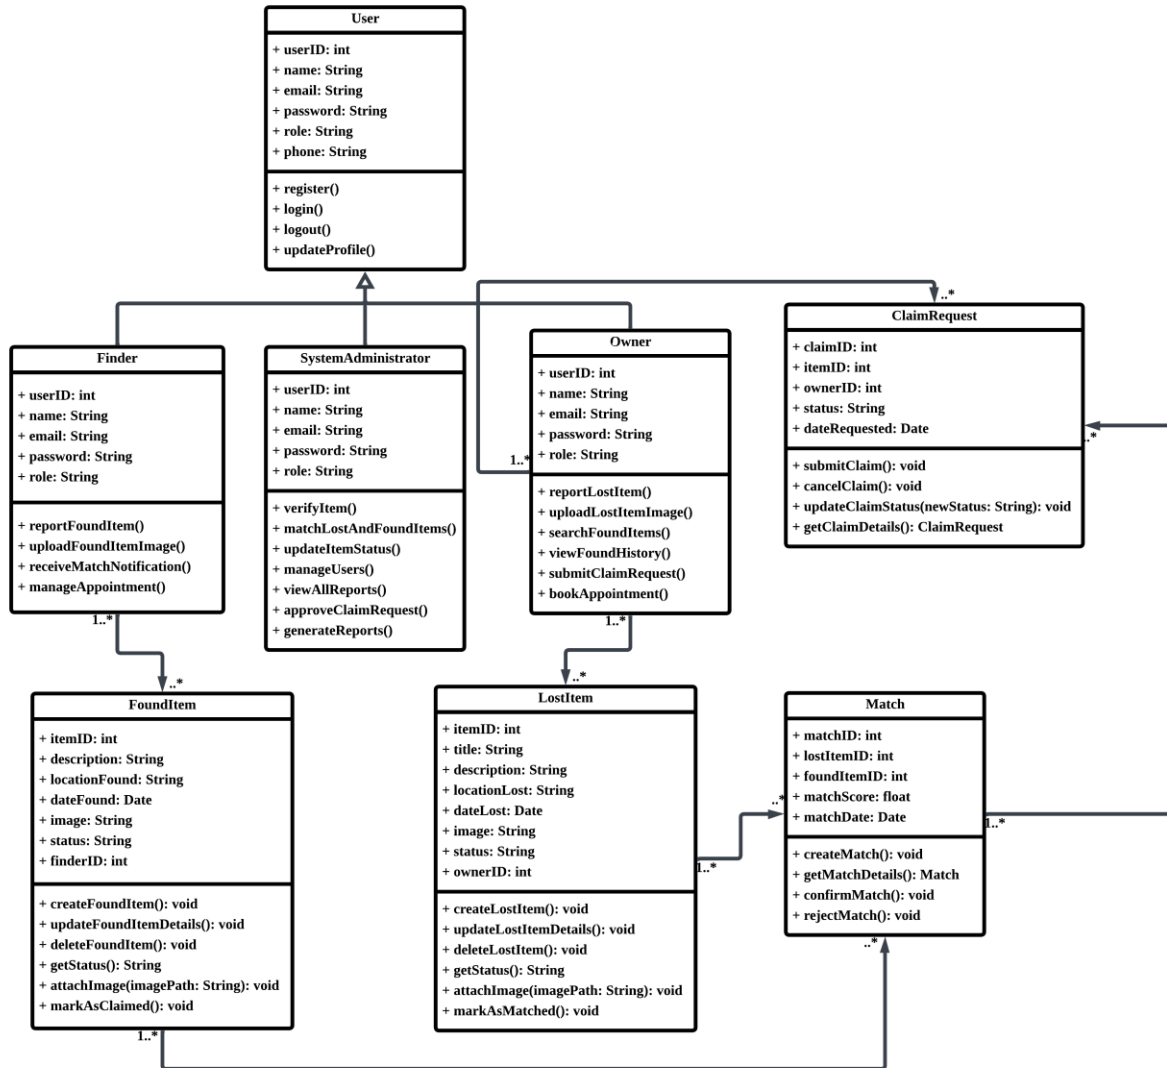 User
+ userID: int
+ name: String
+ email: String
+ password: String
+ role: String
+ phone: String
+ register()
+ login()
+ logout()
+ updateProfile()
Finder
+ userID: int
+ name: String
+ email: String
+ password: String
+ role: String
+ reportFoundItem()
+ uploadFoundItemImage()
+ receiveMatchNotification()
+ manageAppointment()
1..*
..*
SystemAdministrator
+ userID: int
+ name: String
+ email: String
+ password: String
+ role: String
+ verifyItem()
+ matchLostAndFoundItems()
+ updateItemStatus()
+ manageUsers()
+ viewAllReports()
+ approveClaimRequest()
+ generateReports()
Owner
+ userID: int
+ name: String
+ email: String
+ password: String
+ role: String
+ reportLostItem()
+ uploadLostItemImage()
+ searchFoundItems()
+ viewFoundHistory()
+ submitClaimRequest()
+ bookAppointment()
1..*
1..*
..*
..*
ClaimRequest
+ claimID: int
+ itemID: int
+ ownerID: int
+ status: String
+ dateRequested: Date
+ submitClaim(): void
+ cancelClaim(): void
+ updateClaimStatus(newStatus: String): void
+ getClaimDetails(): ClaimRequest
..*
FoundItem
+ itemID: int
+ description: String
+ locationFound: String
+ dateFound: Date
+ image: String
+ status: String
+ finderID: int
+ createFoundItem(): void
+ updateFoundItemDetails(): void
+ deleteFoundItem(): void
+ getStatus(): String
+ attachImage(imagePath: String): void
+ markAsClaimed(): void
1..*
LostItem
+ itemID: int
+ title: String
+ description: String
+ locationLost: String
+ dateLost: Date
+ image: String
+ status: String
+ ownerID: int
+ createLostItem(): void
+ updateLostItemDetails(): void
+ deleteLostItem(): void
+ getStatus(): String
+ attachImage(imagePath: String): void
+ markAsMatched(): void
1..*
..*
Match
+ matchID: int
+ lostItemID: int
+ foundItemID: int
+ matchScore: float
+ matchDate: Date
+ createMatch(): void
+ getMatchDetails(): Match
+ confirmMatch(): void
+ rejectMatch(): void
1..*
..*